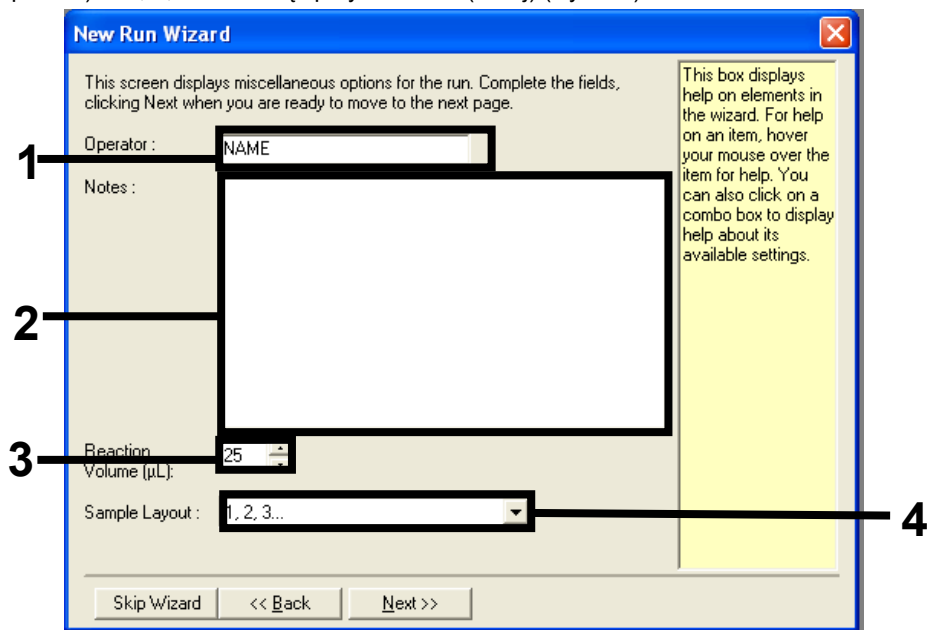 New Run Wizard
This screen displays miscellaneous options for the run. Complete the fields,
clicking Next when you are ready to move to the next page.
Operator :
NAME
1
Notes :
2
Reaction
Volume (µL):
25
3
Sample Layout :
1, 2, 3...
4
Skip Wizard
<< Back
Next >>
This box displays
help on elements in
the wizard. For help
on an item, hover
your mouse over the
item for help. You
can also click on a
combo box to display
help about its
available settings.